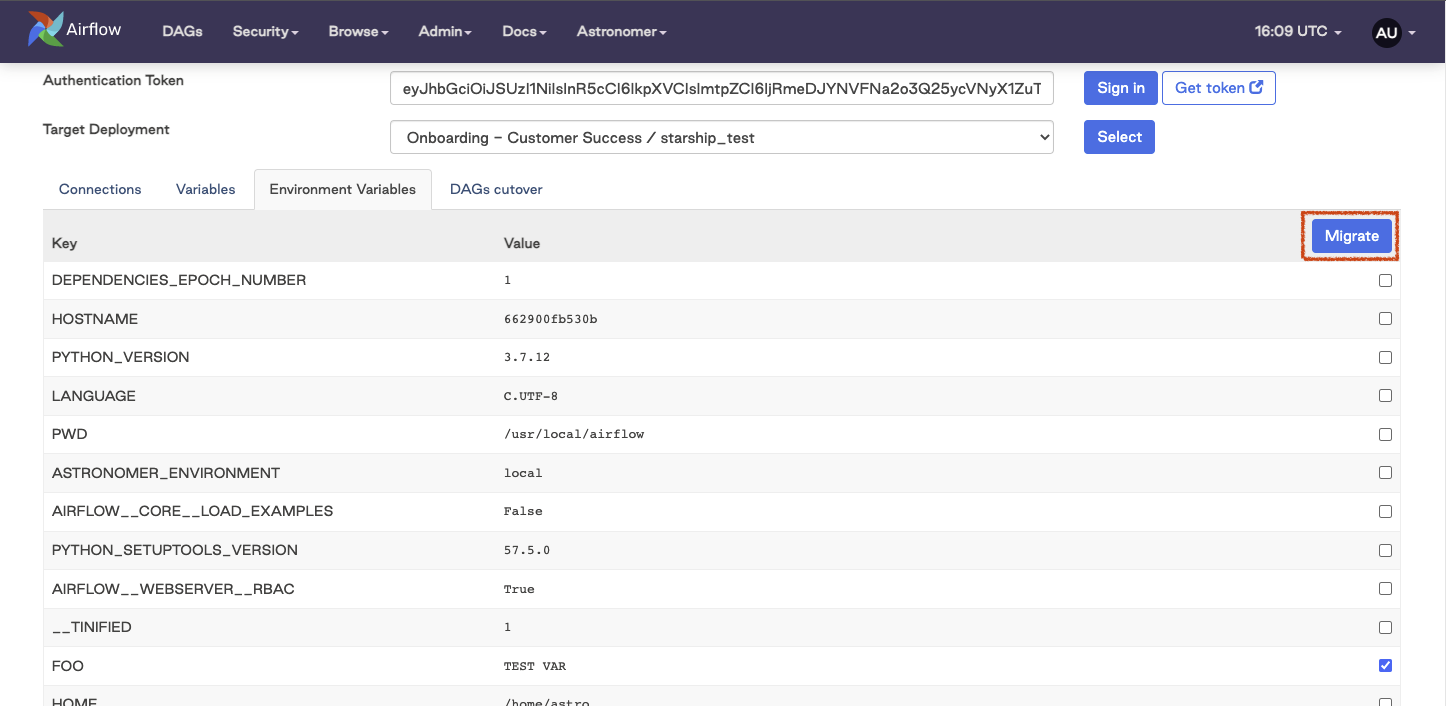 Airflow DAGs Security Browse Admin Docs Astronomer 16:09 UTC AU
Authentication Token Sign in Get token
Target Deployment Onboarding – Customer Success / starship_test Select
Connections Variables Environment Variables DAGs cutover
Key Value Migrate
DEPENDENCIES_EPOCH_NUMBER 1
HOSTNAME 662900fb530b
PYTHON_VERSION 3.7.12
LANGUAGE C.UTF-8
PWD /usr/local/airflow
ASTRONOMER_ENVIRONMENT local
AIRFLOW__CORE__LOAD_EXAMPLES False
PYTHON_SETUPTOOLS_VERSION 57.5.0
AIRFLOW__WEBSERVER__RBAC True
__TINIFIED 1
FOO TEST VAR
HOME /home/astro